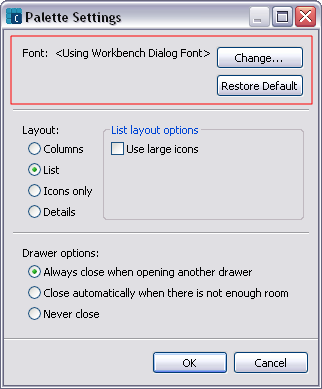 Palette Settings
Font: <Using Workbench Dialog Font> Change...
Restore Default
Layout:
List layout options
Columns
Use large icons
List
Icons only
Details
Drawer options:
Always close when opening another drawer
Close automatically when there is not enough room
Never close
OK Cancel